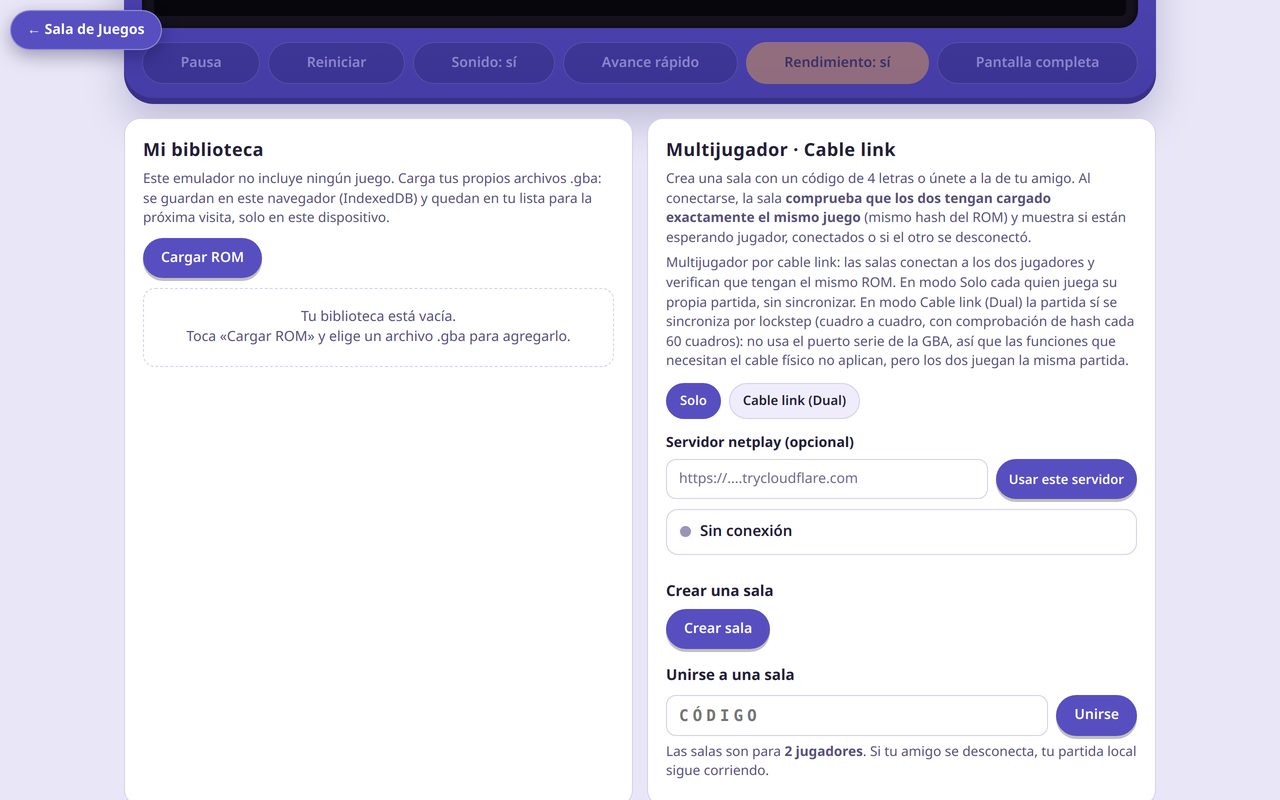 ← Sala de Juegos
Pausa
Reiniciar
Sonido: sí
Avance rápido
Rendimiento: sí
Pantalla completa
Mi biblioteca
Este emulador no incluye ningún juego. Carga tus propios archivos .gba:
se guardan en este navegador (IndexedDB) y quedan en tu lista para la
próxima visita, solo en este dispositivo.
Cargar ROM
Tu biblioteca está vacía.
Toca «Cargar ROM» y elige un archivo .gba para agregarlo.
Multijugador · Cable link
Crea una sala con un código de 4 letras o únete a la de tu amigo. Al
conectarse, la sala comprueba que los dos tengan cargado
exactamente el mismo juego (mismo hash del ROM) y muestra si están
esperando jugador, conectados o si el otro se desconectó.
Multijugador por cable link: las salas conectan a los dos jugadores y
verifican que tengan el mismo ROM. En modo Solo cada quien juega su
propia partida, sin sincronizar. En modo Cable link (Dual) la partida sí se
sincroniza por lockstep (cuadro a cuadro, con comprobación de hash cada
60 cuadros): no usa el puerto serie de la GBA, así que las funciones que
necesitan el cable físico no aplican, pero los dos juegan la misma partida.
Solo
Cable link (Dual)
Servidor netplay (opcional)
https://....trycloudflare.com
Usar este servidor
Sin conexión
Crear una sala
Crear sala
Unirse a una sala
CÓDIGO
Unirse
Las salas son para 2 jugadores. Si tu amigo se desconecta, tu partida local
sigue corriendo.